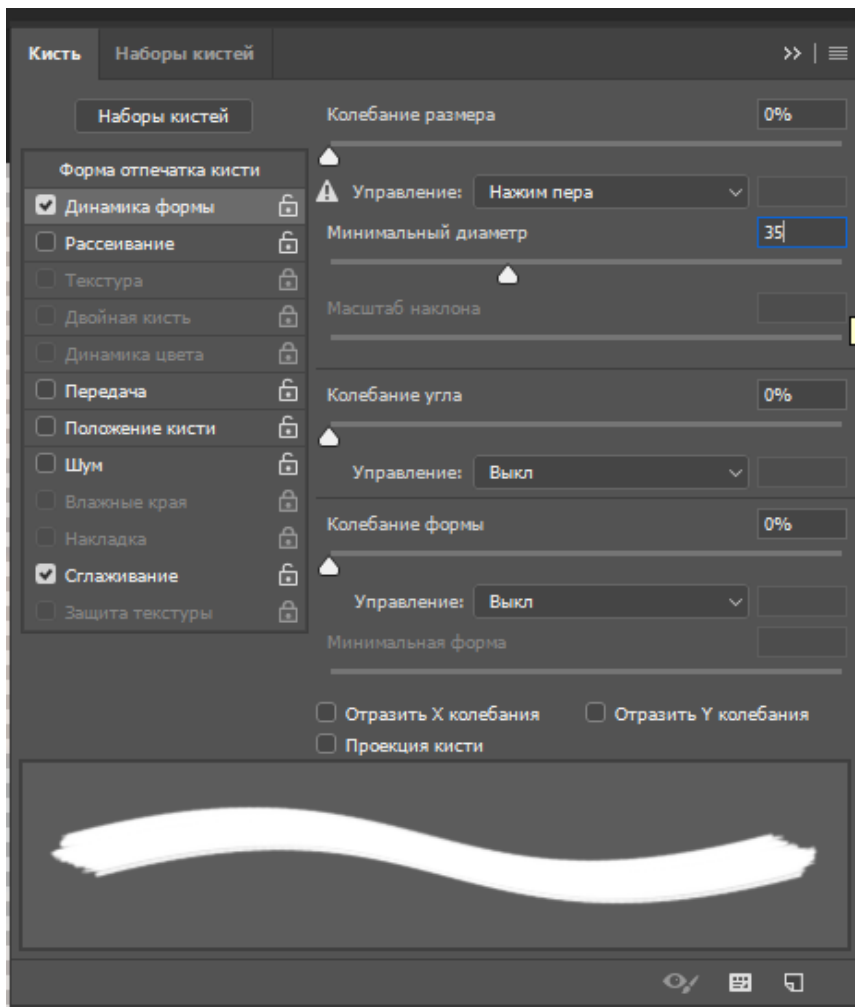 Кисть Наборы кистей
Наборы кистей
Форма отпечатка кисти
Динамика формы
Рассеивание
Текстура
Двойная кисть
Динамика цвета
Передача
Положение кисти
Шум
Влажные края
Накладка
Сглаживание
Защита текстуры
Колебание размера 0%
Управление: Нажим пера
Минимальный диаметр 35
Масштаб наклона
Колебание угла 0%
Управление: Выкл
Колебание формы 0%
Управление: Выкл
Минимальная форма
Отразить X колебания Отразить Y колебания
Проекция кисти